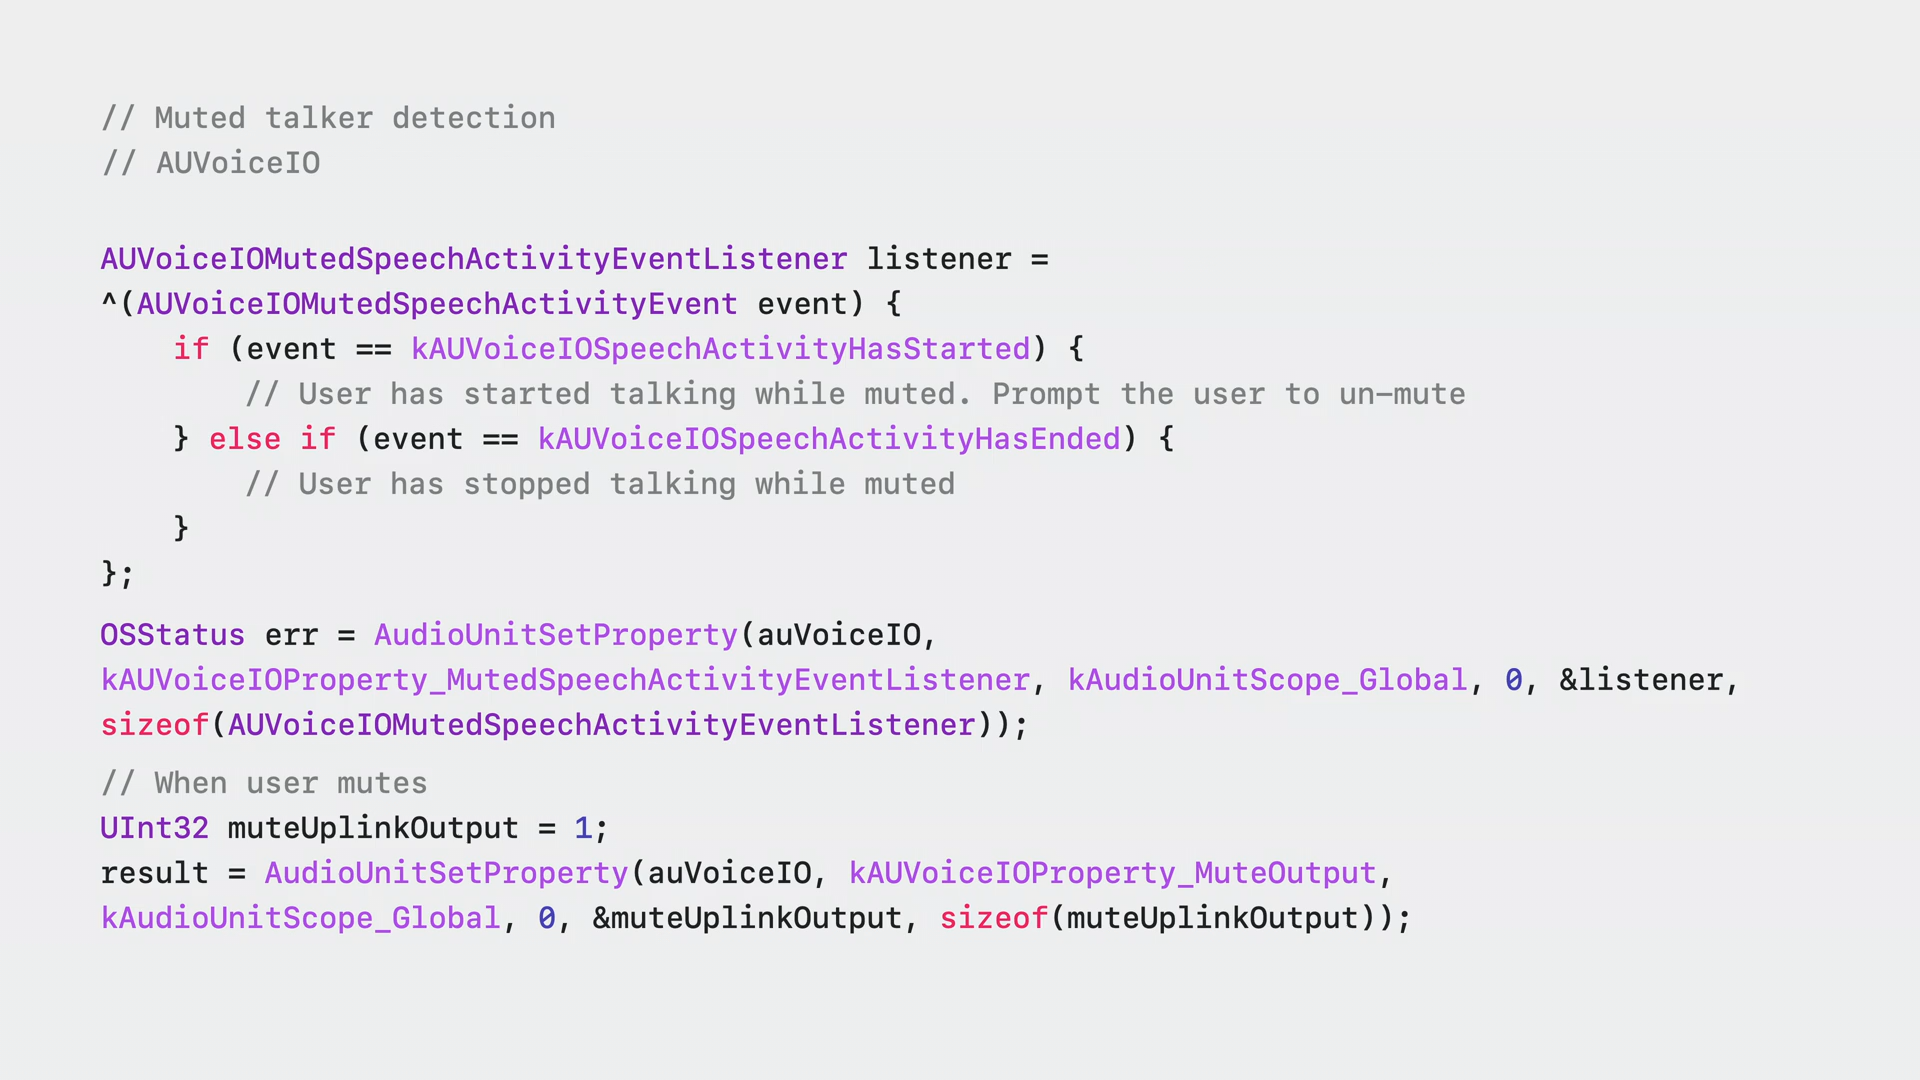 // Muted talker detection
// AUVoiceIO
AUVoiceIOMutedSpeechActivityEventListener listener =
^(AUVoiceIOMutedSpeechActivityEvent event) {
    if (event == kAUVoiceIOSpeechActivityHasStarted) {
        // User has started talking while muted. Prompt the user to un-mute
    } else if (event == kAUVoiceIOSpeechActivityHasEnded) {
        // User has stopped talking while muted
    }
};
OSStatus err = AudioUnitSetProperty(auVoiceIO,
kAUVoiceIOProperty_MutedSpeechActivityEventListener, kAudioUnitScope_Global, 0, &listener,
sizeof(AUVoiceIOMutedSpeechActivityEventListener));
// When user mutes
UInt32 muteUplinkOutput = 1;
result = AudioUnitSetProperty(auVoiceIO, kAUVoiceIOProperty_MuteOutput,
kAudioUnitScope_Global, 0, &muteUplinkOutput, sizeof(muteUplinkOutput));